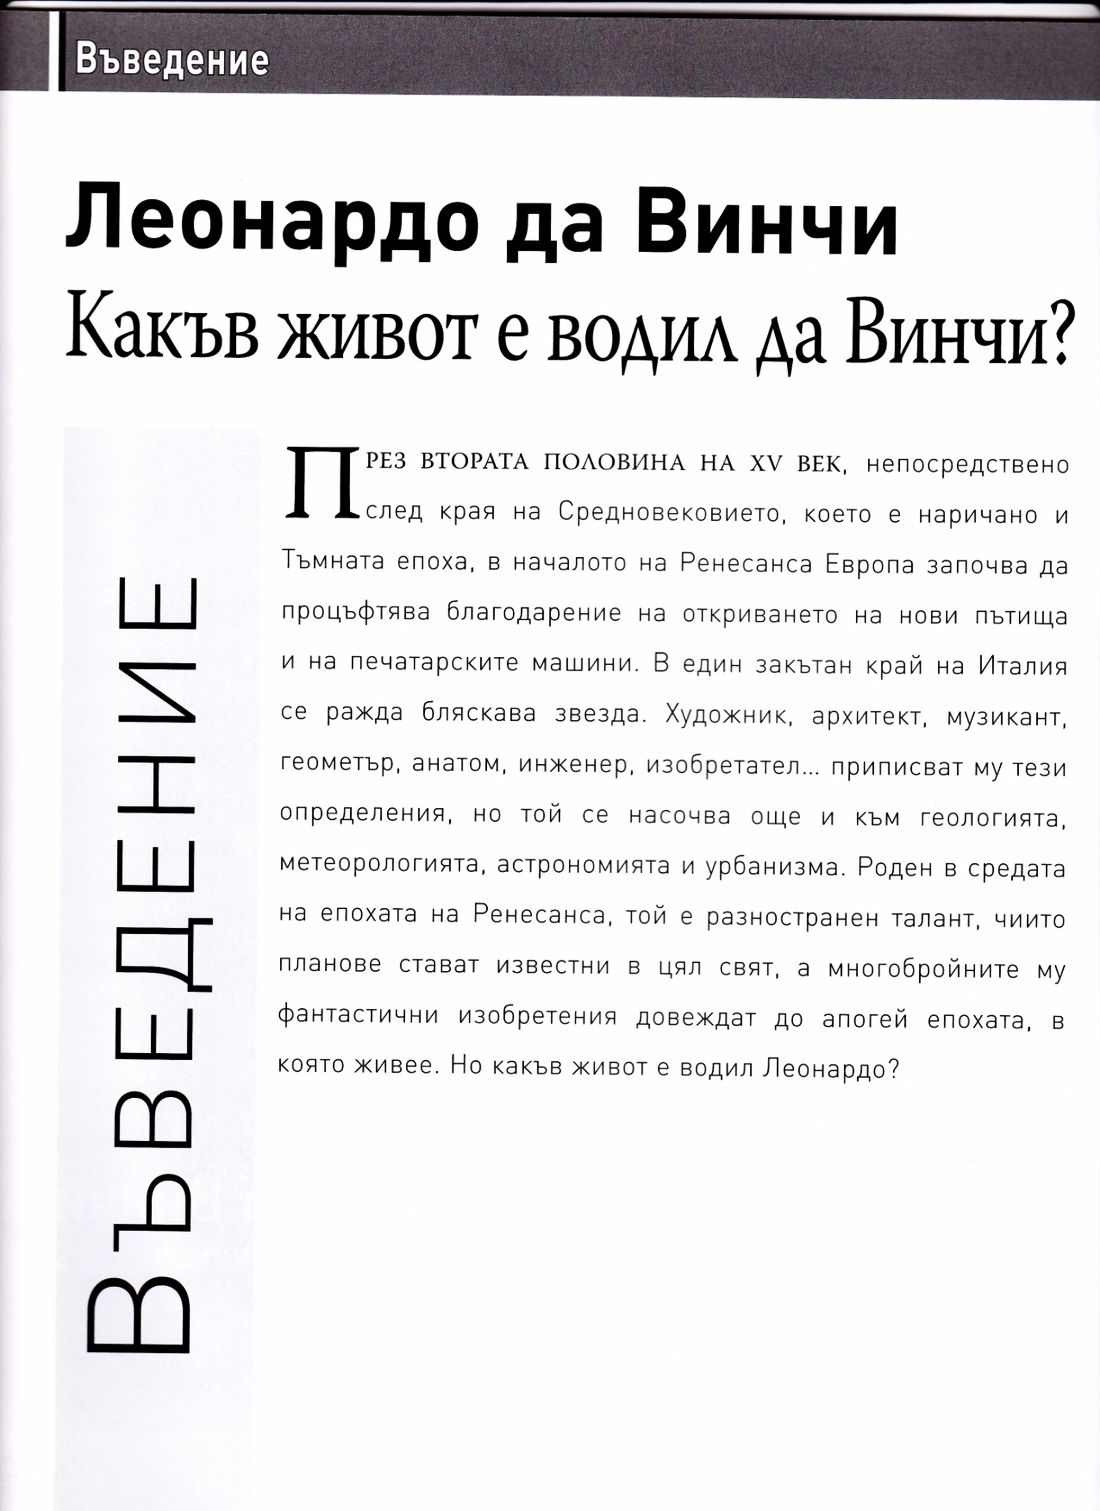 Въведение
Леонардо да Винчи
Какъв живот е водил да Винчи?
ВЪВЕДЕНИЕ
ПРЕЗ ВТОРАТА ПОЛОВИНА НА XV ВЕК, непосредствено
след края на Средновековието, което е наричано и
Тъмната епоха, в началото на Ренесанса Европа започва да
процъфтява благодарение на откриването на нови пътища
и на печатарските машини. В един закътан край на Италия
се ражда бляскава звезда. Художник, архитект, музикант,
геометър, анатом, инженер, изобретател... приписват му тези
определения, но той се насочва още и към геологията,
метеорологията, астрономията и урбанизма. Роден в средата
на епохата на Ренесанса, той е разностранен талант, чиито
планове стават известни в цял свят, а многобройните му
фантастични изобретения довеждат до апогей епохата, в
която живее. Но какъв живот е водил Леонардо?